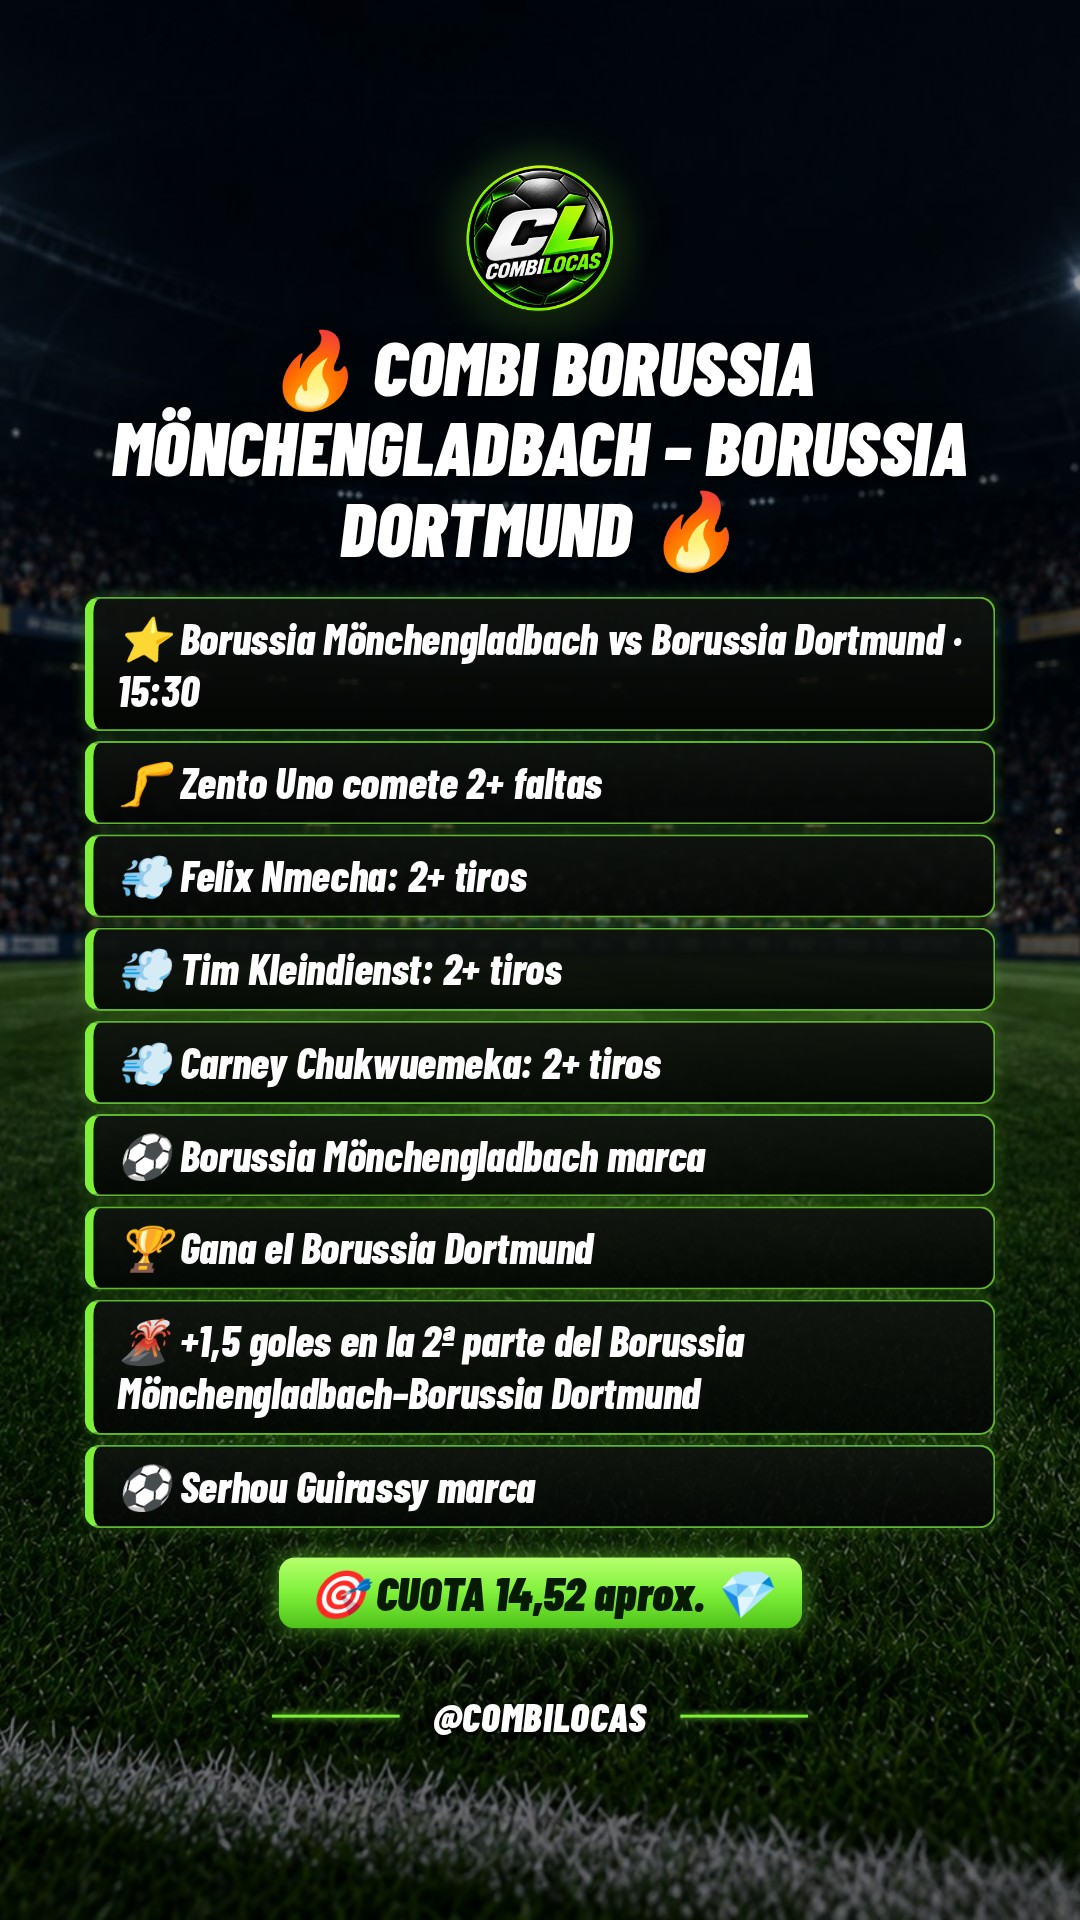 CL
COMBILOCAS
🔥 COMBI BORUSSIA
MÖNCHENGLADBACH – BORUSSIA
DORTMUND 🔥
⭐ Borussia Mönchengladbach vs Borussia Dortmund ·
15:30
🦵 Zento Uno comete 2+ faltas
💨 Felix Nmecha: 2+ tiros
💨 Tim Kleindienst: 2+ tiros
💨 Carney Chukwuemeka: 2+ tiros
⚽ Borussia Mönchengladbach marca
🏆 Gana el Borussia Dortmund
🌋 +1,5 goles en la 2ª parte del Borussia
Mönchengladbach–Borussia Dortmund
⚽ Serhou Guirassy marca
🎯 CUOTA 14,52 aprox. 💎
@COMBILOCAS